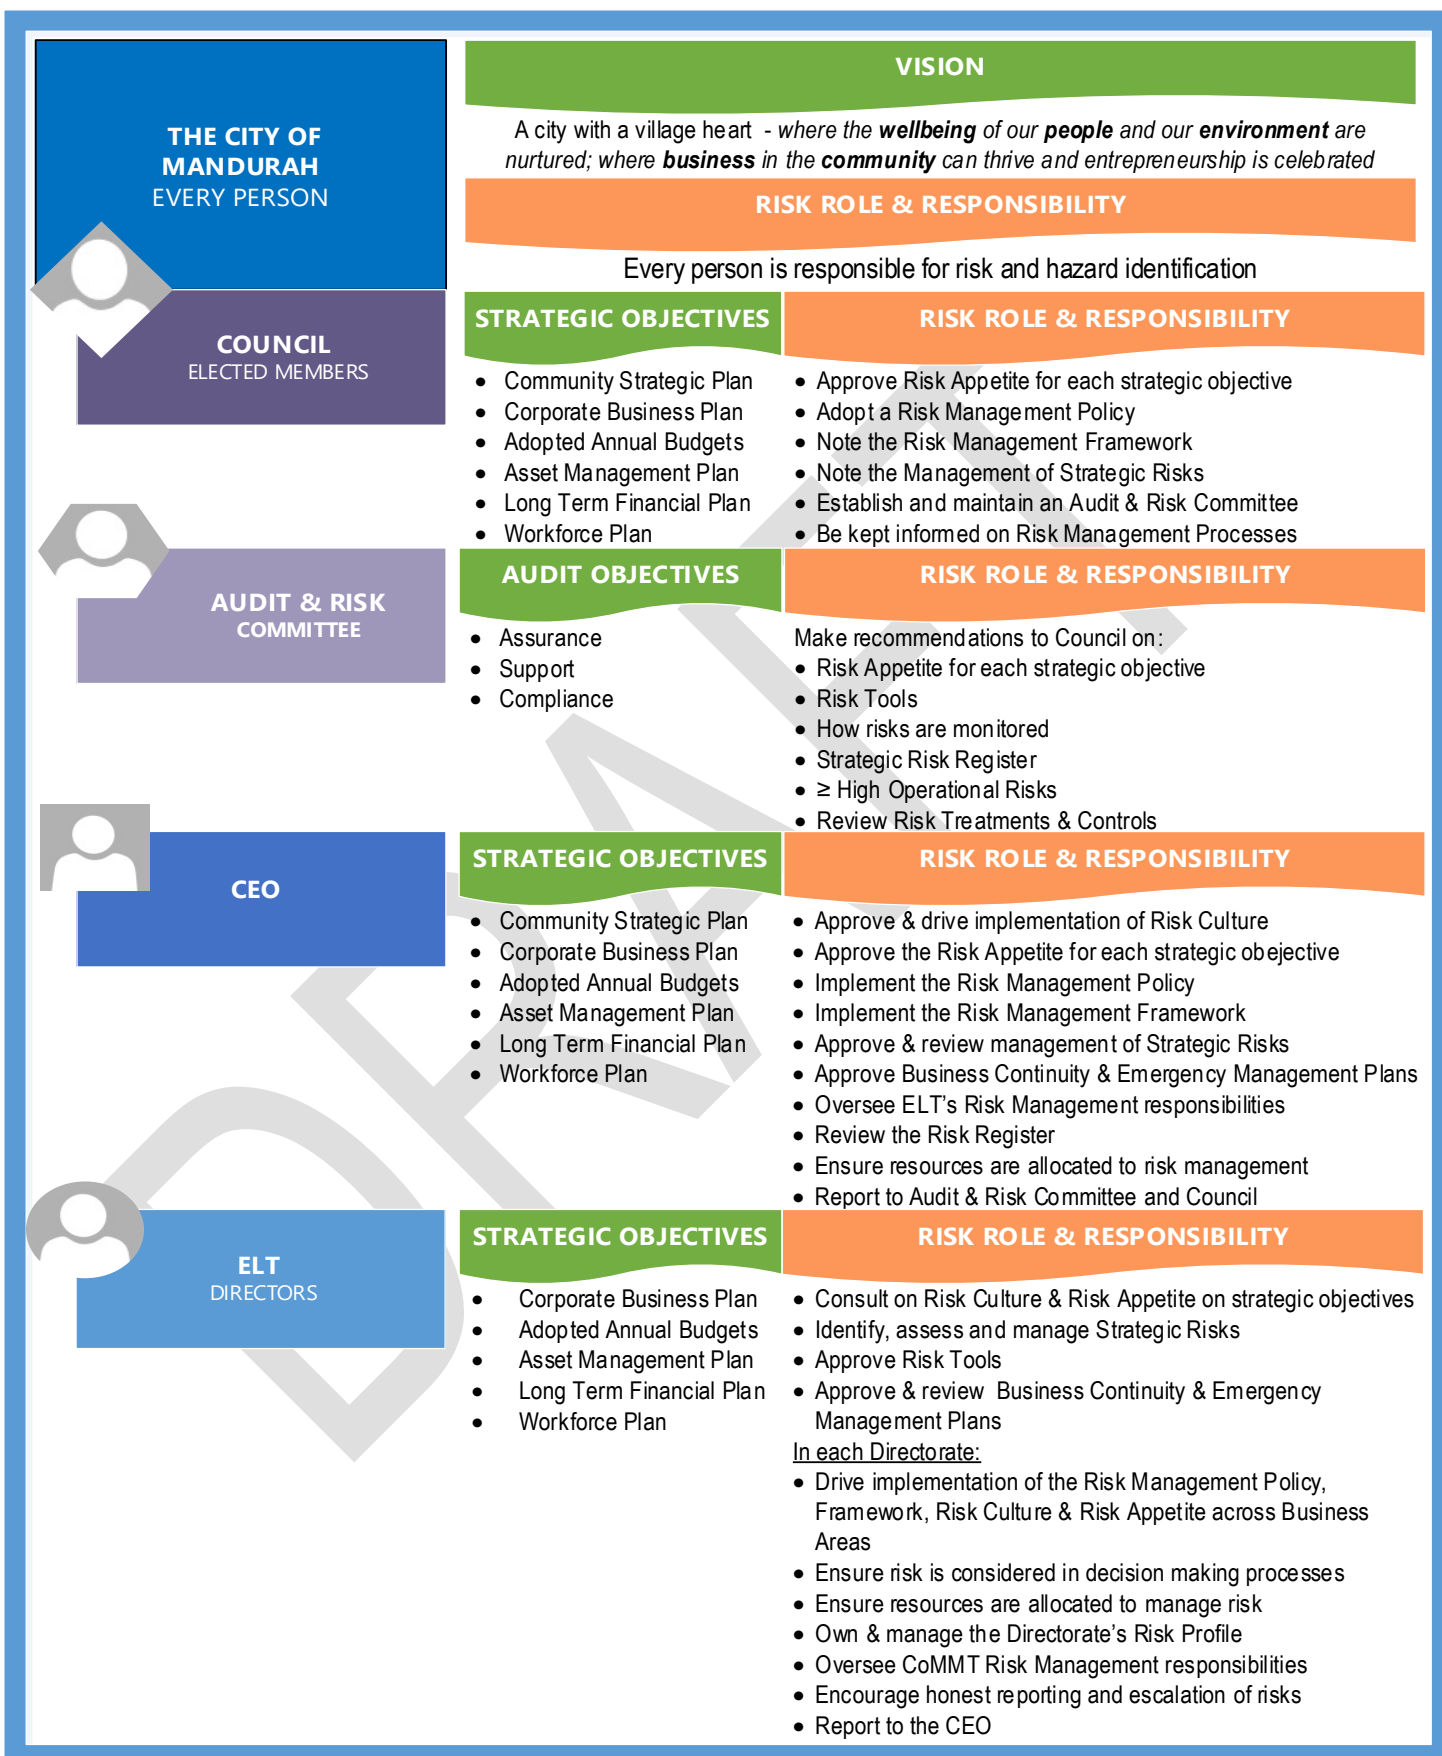 THE CITY OF
MANDURAH
EVERY PERSON
VISION
A city with a village heart - where the wellbeing of our people and our environment are
nurtured; where business in the community can thrive and entrepreneurship is celebrated
RISK ROLE & RESPONSIBILITY
Every person is responsible for risk and hazard identification
COUNCIL
ELECTED MEMBERS
STRATEGIC OBJECTIVES
• Community Strategic Plan
• Corporate Business Plan
• Adopted Annual Budgets
• Asset Management Plan
• Long Term Financial Plan
• Workforce Plan
RISK ROLE & RESPONSIBILITY
• Approve Risk Appetite for each strategic objective
• Adopt a Risk Management Policy
• Note the Risk Management Framework
• Note the Management of Strategic Risks
• Establish and maintain an Audit & Risk Committee
• Be kept informed on Risk Management Processes
AUDIT & RISK
COMMITTEE
AUDIT OBJECTIVES
• Assurance
• Support
• Compliance
RISK ROLE & RESPONSIBILITY
Make recommendations to Council on:
• Risk Appetite for each strategic objective
• Risk Tools
• How risks are monitored
• Strategic Risk Register
• ≥ High Operational Risks
• Review Risk Treatments & Controls
CEO
STRATEGIC OBJECTIVES
• Community Strategic Plan
• Corporate Business Plan
• Adopted Annual Budgets
• Asset Management Plan
• Long Term Financial Plan
• Workforce Plan
RISK ROLE & RESPONSIBILITY
• Approve & drive implementation of Risk Culture
• Approve the Risk Appetite for each strategic obejective
• Implement the Risk Management Policy
• Implement the Risk Management Framework
• Approve & review management of Strategic Risks
• Approve Business Continuity & Emergency Management Plans
• Oversee ELT's Risk Management responsibilities
• Review the Risk Register
• Ensure resources are allocated to risk management
• Report to Audit & Risk Committee and Council
ELT
DIRECTORS
STRATEGIC OBJECTIVES
• Corporate Business Plan
• Adopted Annual Budgets
• Asset Management Plan
• Long Term Financial Plan
• Workforce Plan
RISK ROLE & RESPONSIBILITY
• Consult on Risk Culture & Risk Appetite on strategic objectives
• Identify, assess and manage Strategic Risks
• Approve Risk Tools
• Approve & review Business Continuity & Emergency
Management Plans
In each Directorate:
• Drive implementation of the Risk Management Policy,
Framework, Risk Culture & Risk Appetite across Business
Areas
• Ensure risk is considered in decision making processes
• Ensure resources are allocated to manage risk
• Own & manage the Directorate's Risk Profile
• Oversee CoMMT Risk Management responsibilities
• Encourage honest reporting and escalation of risks
• Report to the CEO
DRAFT